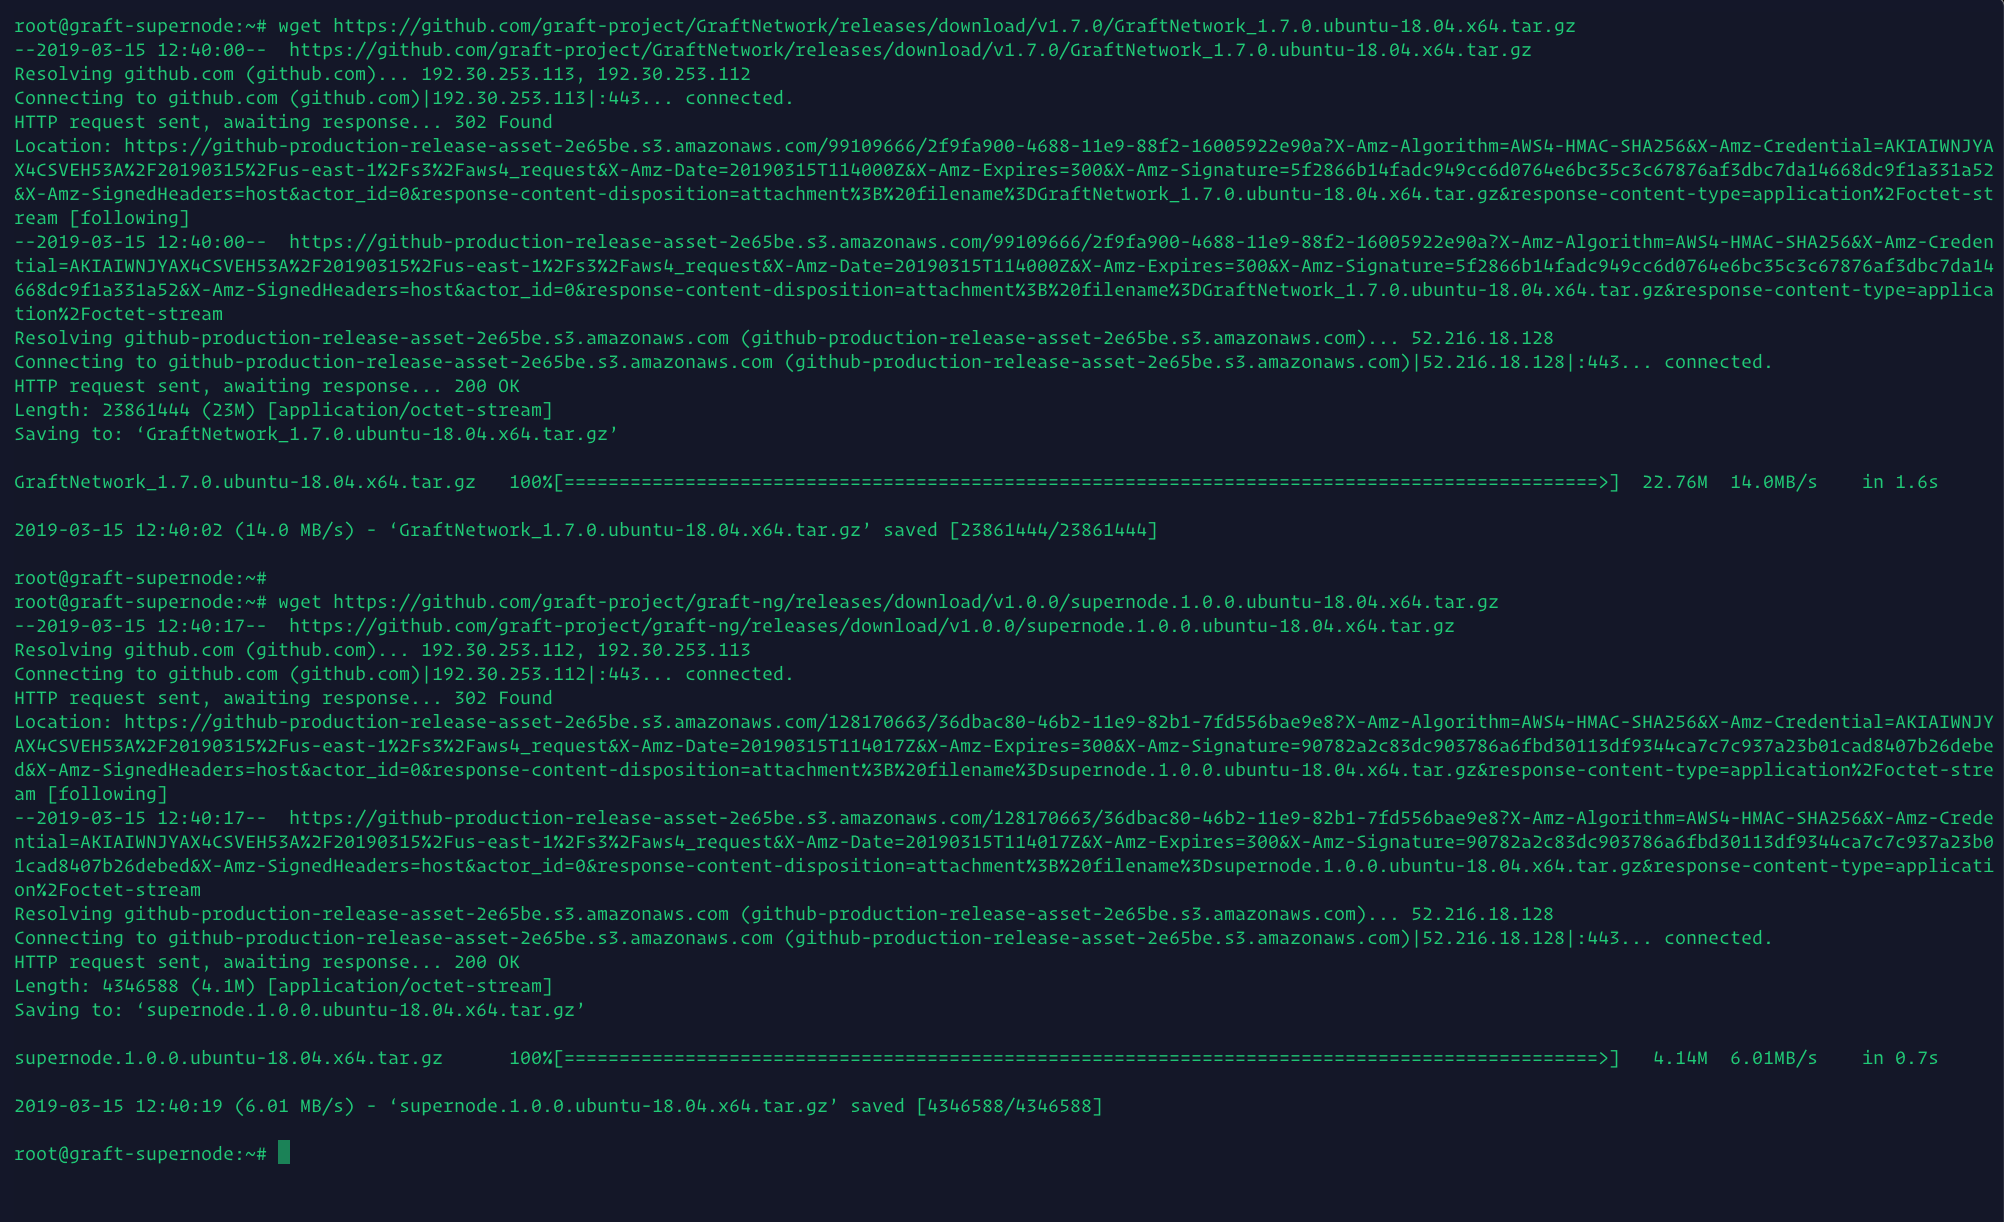 root@graft-supernode:~# wget https://github.com/graft-project/GraftNetwork/releases/download/v1.7.0/GraftNetwork_1.7.0.ubuntu-18.04.x64.tar.gz
--2019-03-15 12:40:00--  https://github.com/graft-project/GraftNetwork/releases/download/v1.7.0/GraftNetwork_1.7.0.ubuntu-18.04.x64.tar.gz
Resolving github.com (github.com)... 192.30.253.113, 192.30.253.112
Connecting to github.com (github.com)|192.30.253.113|:443... connected.
HTTP request sent, awaiting response... 302 Found
Location: https://github-production-release-asset-2e65be.s3.amazonaws.com/99109666/2f9fa900-4688-11e9-88f2-16005922e90a?X-Amz-Algorithm=AWS4-HMAC-SHA256&X-Amz-Credential=AKIAIWNJYA
X4CSVEH53A%2F20190315%2Fus-east-1%2Fs3%2Faws4_request&X-Amz-Date=20190315T114000Z&X-Amz-Expires=300&X-Amz-Signature=5f2866b14fadc949cc6d0764e6bc35c3c67876af3dbc7da14668dc9f1a331a52
&X-Amz-SignedHeaders=host&actor_id=0&response-content-disposition=attachment%3B%20filename%3DGraftNetwork_1.7.0.ubuntu-18.04.x64.tar.gz&response-content-type=application%2Foctet-st
ream [following]
--2019-03-15 12:40:00--  https://github-production-release-asset-2e65be.s3.amazonaws.com/99109666/2f9fa900-4688-11e9-88f2-16005922e90a?X-Amz-Algorithm=AWS4-HMAC-SHA256&X-Amz-Creden
tial=AKIAIWNJYAX4CSVEH53A%2F20190315%2Fus-east-1%2Fs3%2Faws4_request&X-Amz-Date=20190315T114000Z&X-Amz-Expires=300&X-Amz-Signature=5f2866b14fadc949cc6d0764e6bc35c3c67876af3dbc7da14
668dc9f1a331a52&X-Amz-SignedHeaders=host&actor_id=0&response-content-disposition=attachment%3B%20filename%3DGraftNetwork_1.7.0.ubuntu-18.04.x64.tar.gz&response-content-type=applica
tion%2Foctet-stream
Resolving github-production-release-asset-2e65be.s3.amazonaws.com (github-production-release-asset-2e65be.s3.amazonaws.com)... 52.216.18.128
Connecting to github-production-release-asset-2e65be.s3.amazonaws.com (github-production-release-asset-2e65be.s3.amazonaws.com)|52.216.18.128|:443... connected.
HTTP request sent, awaiting response... 200 OK
Length: 23861444 (23M) [application/octet-stream]
Saving to: ‘GraftNetwork_1.7.0.ubuntu-18.04.x64.tar.gz’
GraftNetwork_1.7.0.ubuntu-18.04.x64.tar.gz   100%[==============================================================================================>]  22.76M  14.0MB/s    in 1.6s
2019-03-15 12:40:02 (14.0 MB/s) - ‘GraftNetwork_1.7.0.ubuntu-18.04.x64.tar.gz’ saved [23861444/23861444]
root@graft-supernode:~#
root@graft-supernode:~# wget https://github.com/graft-project/graft-ng/releases/download/v1.0.0/supernode.1.0.0.ubuntu-18.04.x64.tar.gz
--2019-03-15 12:40:17--  https://github.com/graft-project/graft-ng/releases/download/v1.0.0/supernode.1.0.0.ubuntu-18.04.x64.tar.gz
Resolving github.com (github.com)... 192.30.253.112, 192.30.253.113
Connecting to github.com (github.com)|192.30.253.112|:443... connected.
HTTP request sent, awaiting response... 302 Found
Location: https://github-production-release-asset-2e65be.s3.amazonaws.com/128170663/36dbac80-46b2-11e9-82b1-7fd556bae9e8?X-Amz-Algorithm=AWS4-HMAC-SHA256&X-Amz-Credential=AKIAIWNJY
AX4CSVEH53A%2F20190315%2Fus-east-1%2Fs3%2Faws4_request&X-Amz-Date=20190315T114017Z&X-Amz-Expires=300&X-Amz-Signature=90782a2c83dc903786a6fbd30113df9344ca7c7c937a23b01cad8407b26debe
d&X-Amz-SignedHeaders=host&actor_id=0&response-content-disposition=attachment%3B%20filename%3Dsupernode.1.0.0.ubuntu-18.04.x64.tar.gz&response-content-type=application%2Foctet-stre
am [following]
--2019-03-15 12:40:17--  https://github-production-release-asset-2e65be.s3.amazonaws.com/128170663/36dbac80-46b2-11e9-82b1-7fd556bae9e8?X-Amz-Algorithm=AWS4-HMAC-SHA256&X-Amz-Crede
ntial=AKIAIWNJYAX4CSVEH53A%2F20190315%2Fus-east-1%2Fs3%2Faws4_request&X-Amz-Date=20190315T114017Z&X-Amz-Expires=300&X-Amz-Signature=90782a2c83dc903786a6fbd30113df9344ca7c7c937a23b0
1cad8407b26debed&X-Amz-SignedHeaders=host&actor_id=0&response-content-disposition=attachment%3B%20filename%3Dsupernode.1.0.0.ubuntu-18.04.x64.tar.gz&response-content-type=applicati
on%2Foctet-stream
Resolving github-production-release-asset-2e65be.s3.amazonaws.com (github-production-release-asset-2e65be.s3.amazonaws.com)... 52.216.18.128
Connecting to github-production-release-asset-2e65be.s3.amazonaws.com (github-production-release-asset-2e65be.s3.amazonaws.com)|52.216.18.128|:443... connected.
HTTP request sent, awaiting response... 200 OK
Length: 4346588 (4.1M) [application/octet-stream]
Saving to: ‘supernode.1.0.0.ubuntu-18.04.x64.tar.gz’
supernode.1.0.0.ubuntu-18.04.x64.tar.gz      100%[==============================================================================================>]   4.14M  6.01MB/s    in 0.7s
2019-03-15 12:40:19 (6.01 MB/s) - ‘supernode.1.0.0.ubuntu-18.04.x64.tar.gz’ saved [4346588/4346588]
root@graft-supernode:~#